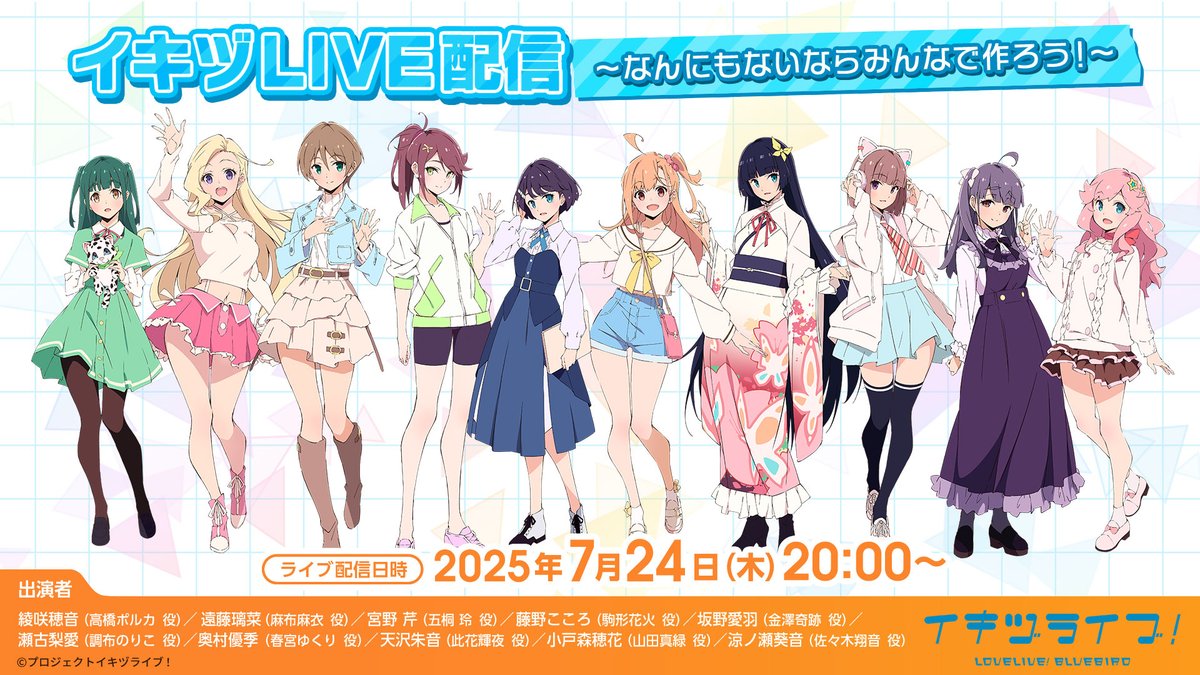 イキヅLIVE配信
～なんにもないならみんなで作ろう！～
ライブ配信日時 2025年7月24日(木)20:00～
出演者
綾咲穂音(高橋ポルカ 役)／遠藤璃菜(麻布麻衣 役)／宮野 芹(五桐 玲 役)／藤野こころ(駒形花火 役)／坂野愛羽(金澤奇跡 役)／
瀬古梨愛(調布のりこ 役)／奥村優季(春宮ゆくり 役)／天沢朱音(此花輝夜 役)／小戸森穂花(山田真緑 役)／涼ノ瀬葵音(佐々木翔音 役)
©プロジェクトイキヅライブ！
イキヅライブ！
LOVELIVE! BLUEBIRD